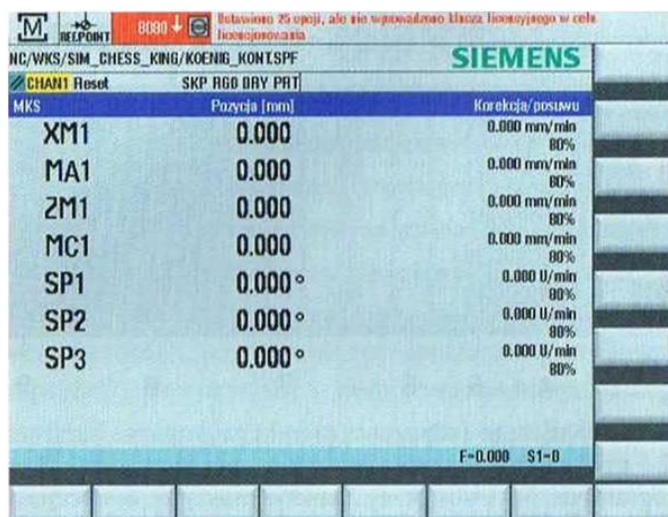 M REF.POINT 8080 Ustawiono 25 opcji, ale nie wprowadzono klucza licencyjnego w celu
licencjonowania
NC/WKS/SIM_CHESS_KING/KOENIG_KONT.SPF SIEMENS
CHAN1 Reset SKP RG0 DRY PRT
MKS Pozycja [mm] Korekcja/posuwu
XM1 0.000 0.000 mm/min
80%
MA1 0.000 0.000 mm/min
80%
ZM1 0.000 0.000 mm/min
80%
MC1 0.000 0.000 mm/min
80%
SP1 0.000° 0.000 U/min
80%
SP2 0.000° 0.000 U/min
80%
SP3 0.000° 0.000 U/min
80%
F=0.000 S1=0